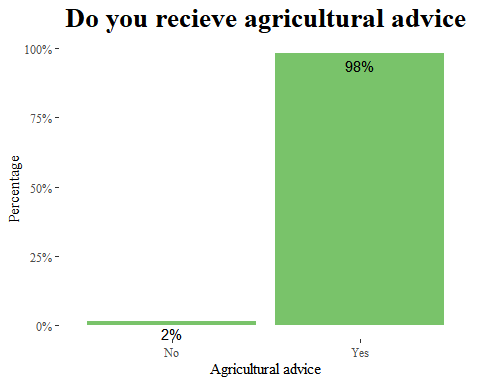 Do you recieve agricultural advice
100%
98%
75%
Percentage
50%
25%
0%
2%
No
Yes
Agricultural advice